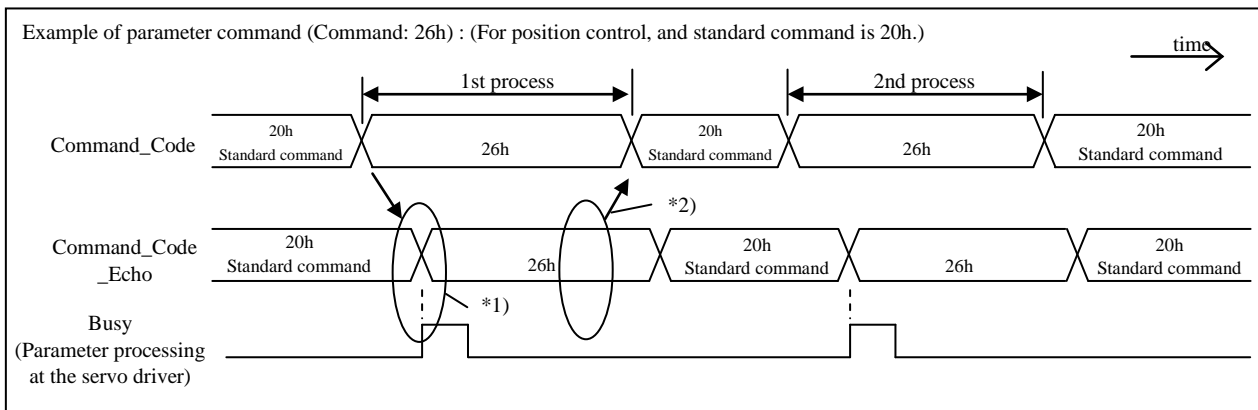 Example of parameter command (Command: 26h) : (For position control, and standard command is 20h.)
time
1st process
2nd process
Command_Code
20h
Standard command
26h
20h
Standard command
26h
20h
Standard command
*2)
Command_Code
_Echo
20h
Standard command
26h
20h
Standard command
26h
20h
Standard command
*1)
Busy
(Parameter processing
at the servo driver)